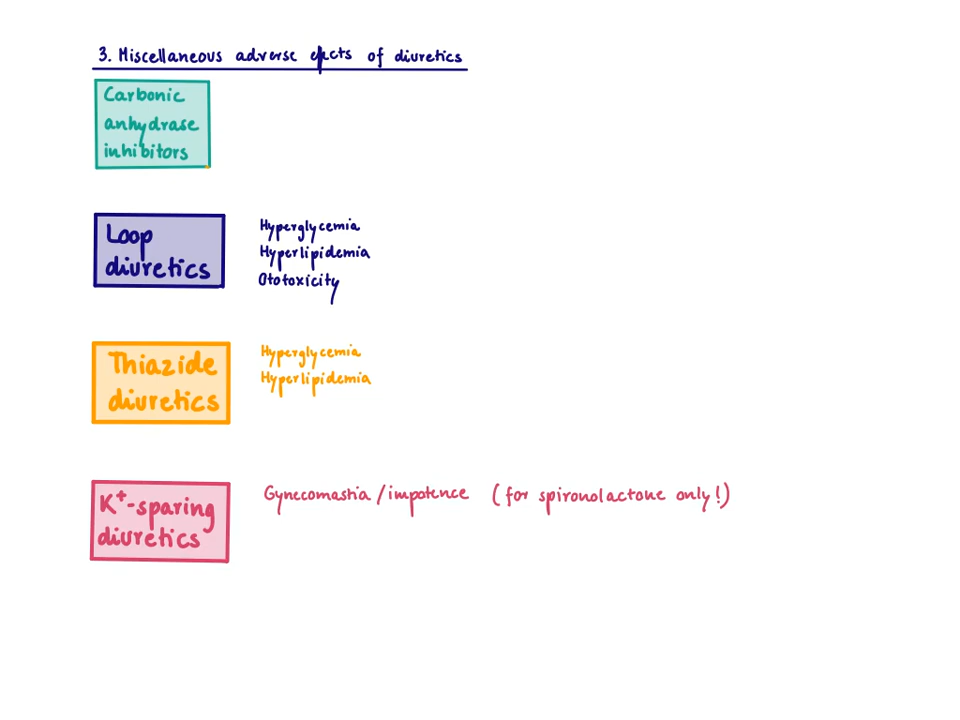 3. Miscellaneous adverse effects of diuretics
Carbonic
anhydrase
inhibitors
Loop
diuretics
Hyperglycemia
Hyperlipidemia
Ototoxicity
Thiazide
diuretics
Hyperglycemia
Hyperlipidemia
K⁺-sparing
diuretics
Gynecomastia / impotence (for spironolactone only!)